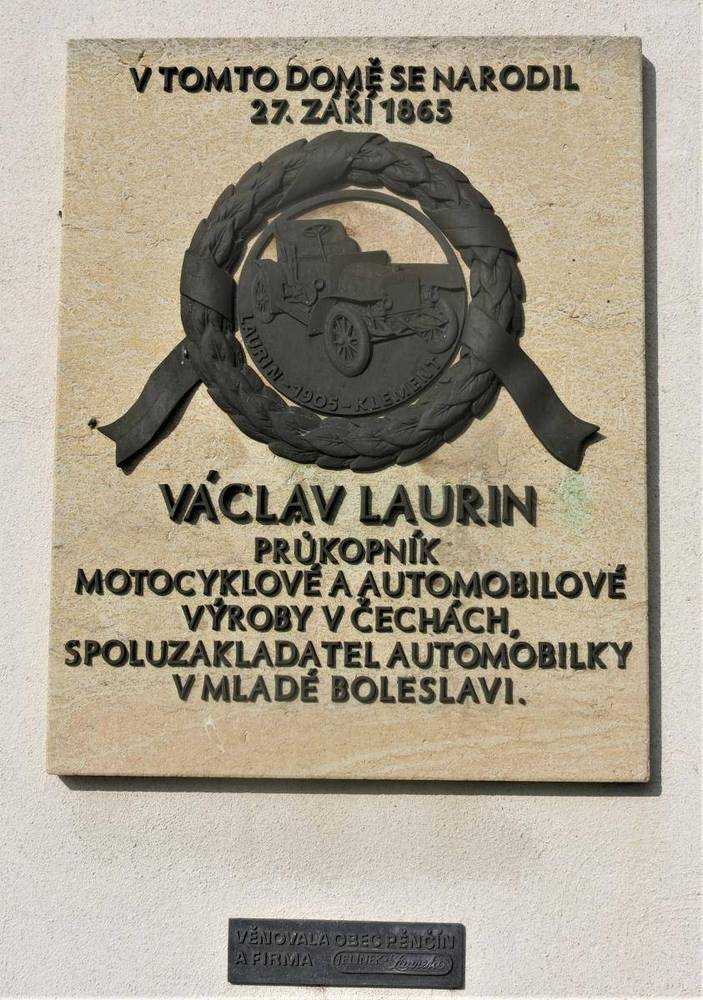 V TOMTO DOMĚ SE NARODIL
27. ZÁŘÍ 1865
LAURIN - 1905 - KLEMENT
VÁCLAV LAURIN
PRŮKOPNÍK
MOTOCYKLOVÉ A AUTOMOBILOVÉ
VÝROBY V ČECHÁCH,
SPOLUZAKLADATEL AUTOMOBILKY
V MLADÉ BOLESLAVI.
VĚNOVALA OBEC PĚNČÍN
A FIRMA JELÍNEK